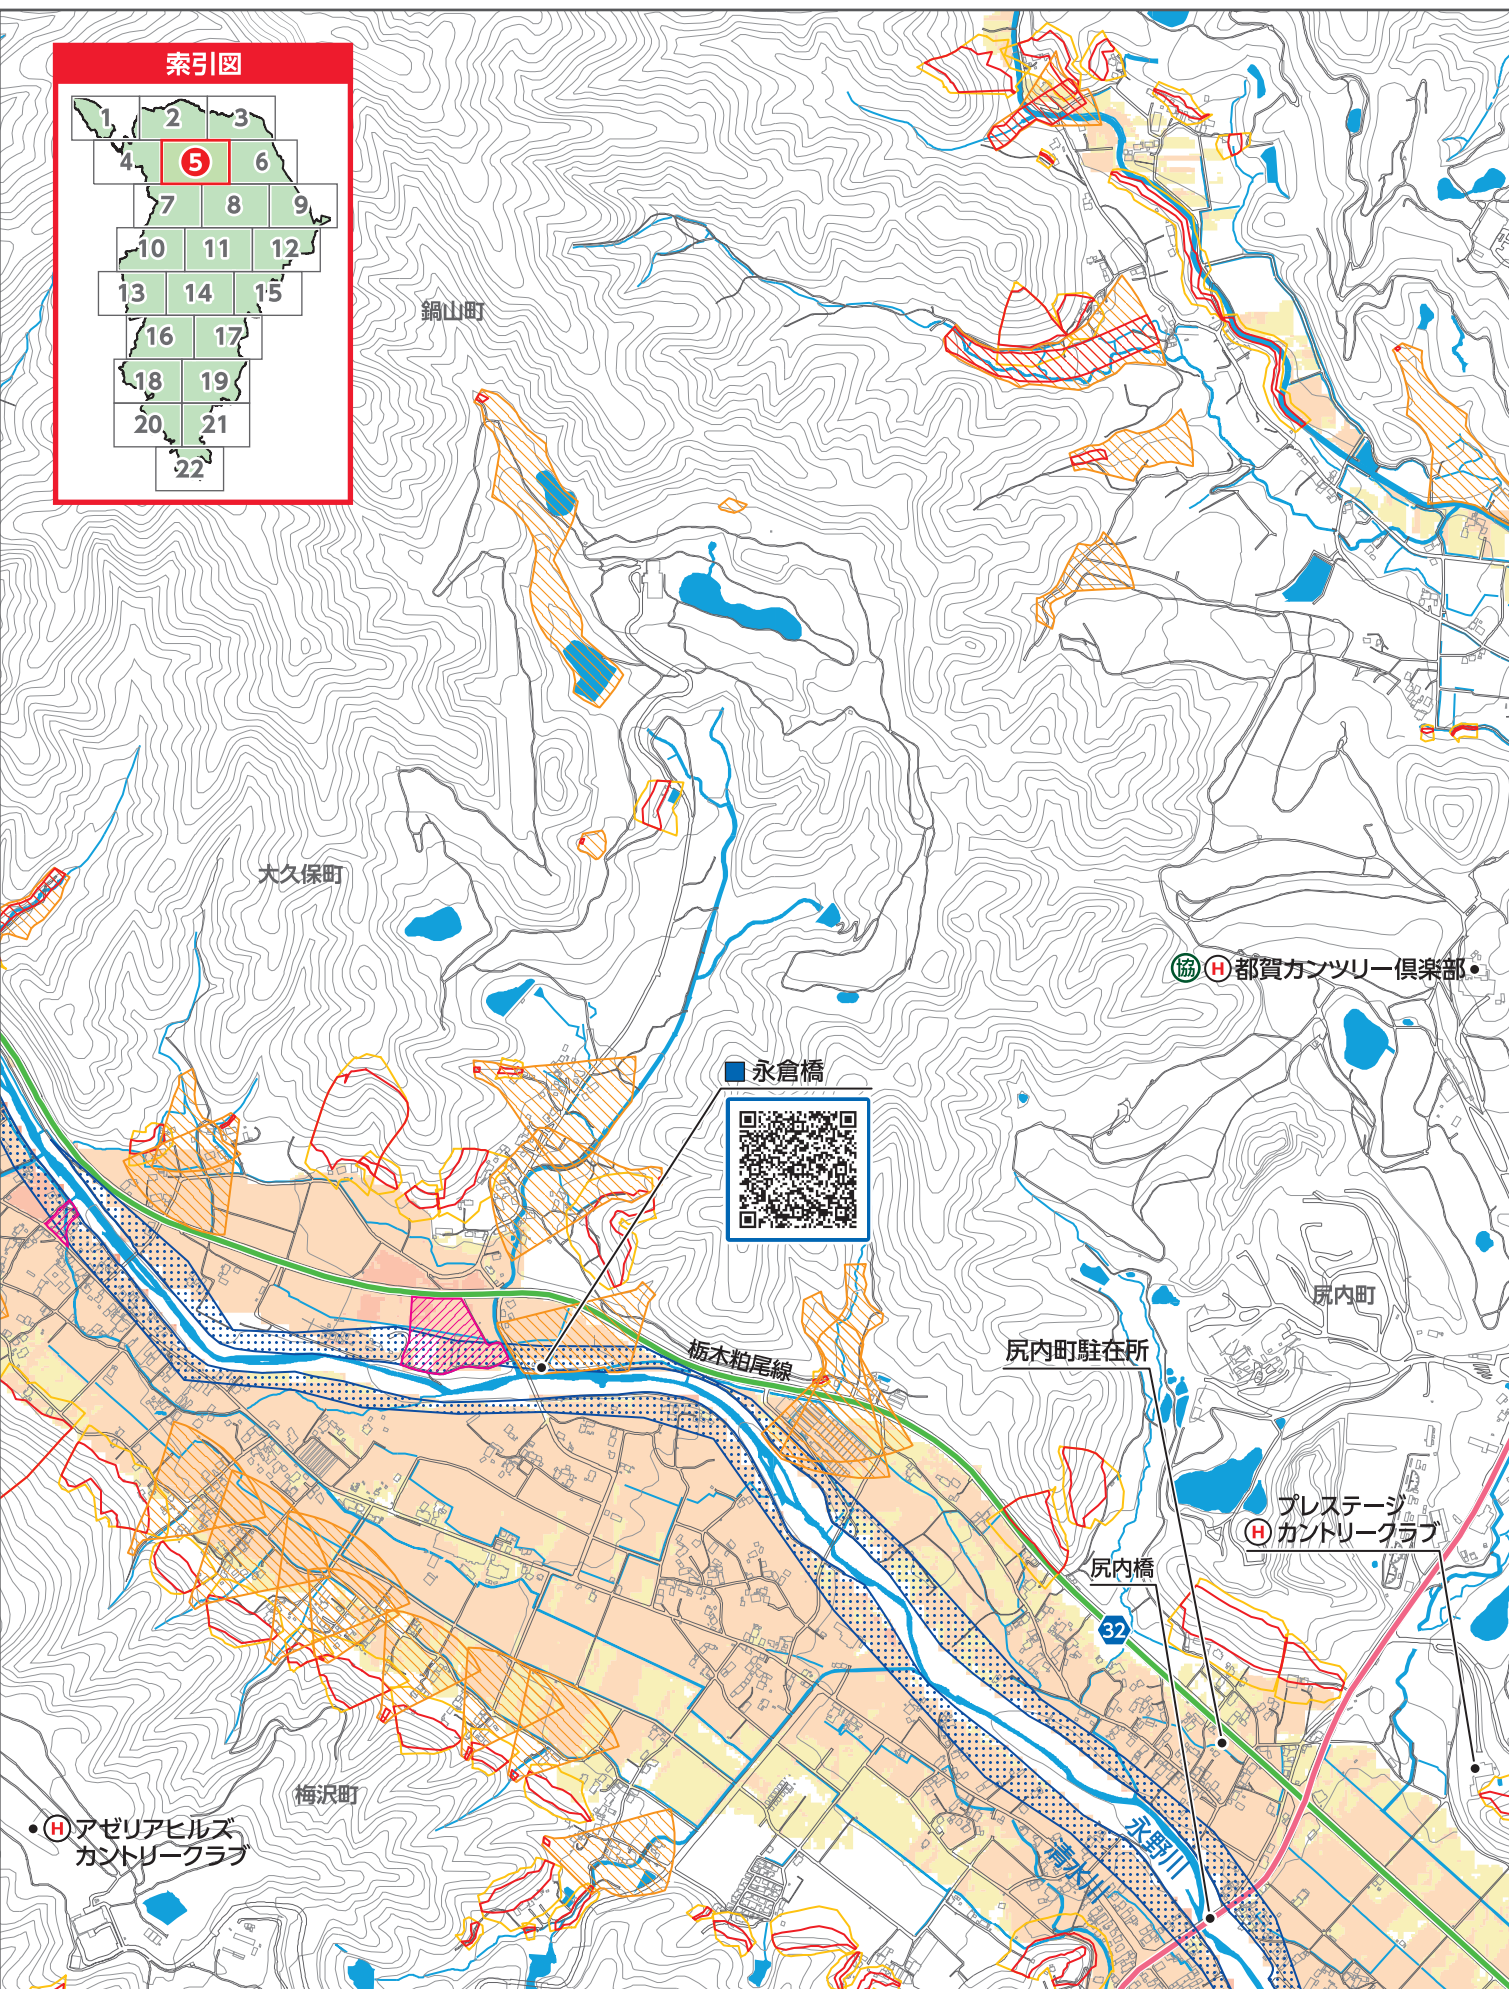 索引図
1
2
3
4
5
6
7
8
9
10
11
12
13
14
15
16
17
18
19
20
21
22
鍋山町
大久保町
協 H 都賀カンツリー倶楽部
永倉橋
尻内町
栃木粕尾線
尻内町駐在所
プレステージ
H カントリークラブ
尻内橋
32
梅沢町
H アゼリアヒルズ
カントリークラブ
永野川
清水川